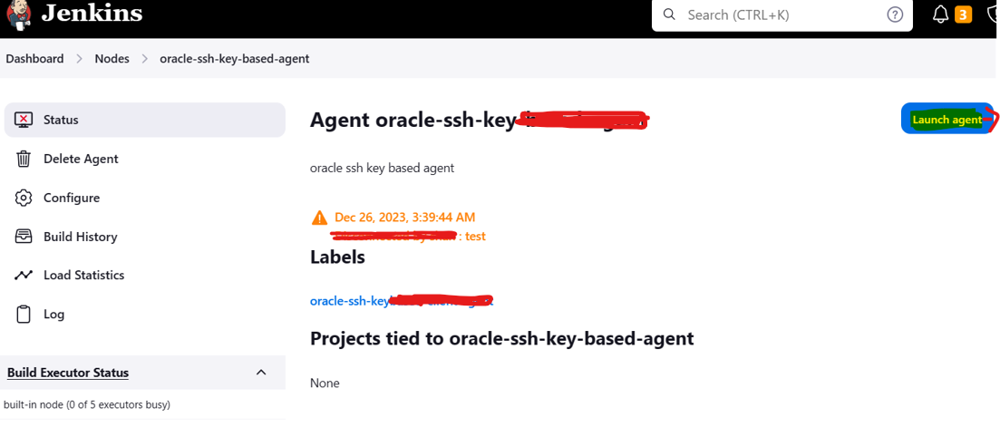 Jenkins
Search (CTRL+K)
3
Dashboard > Nodes > oracle-ssh-key-based-agent
Status
Delete Agent
Configure
Build History
Load Statistics
Log
Build Executor Status
built-in node (0 of 5 executors busy)
Agent oracle-ssh-key
Launch agent
oracle ssh key based agent
Dec 26, 2023, 3:39:44 AM
: test
Labels
oracle-ssh-key
Projects tied to oracle-ssh-key-based-agent
None